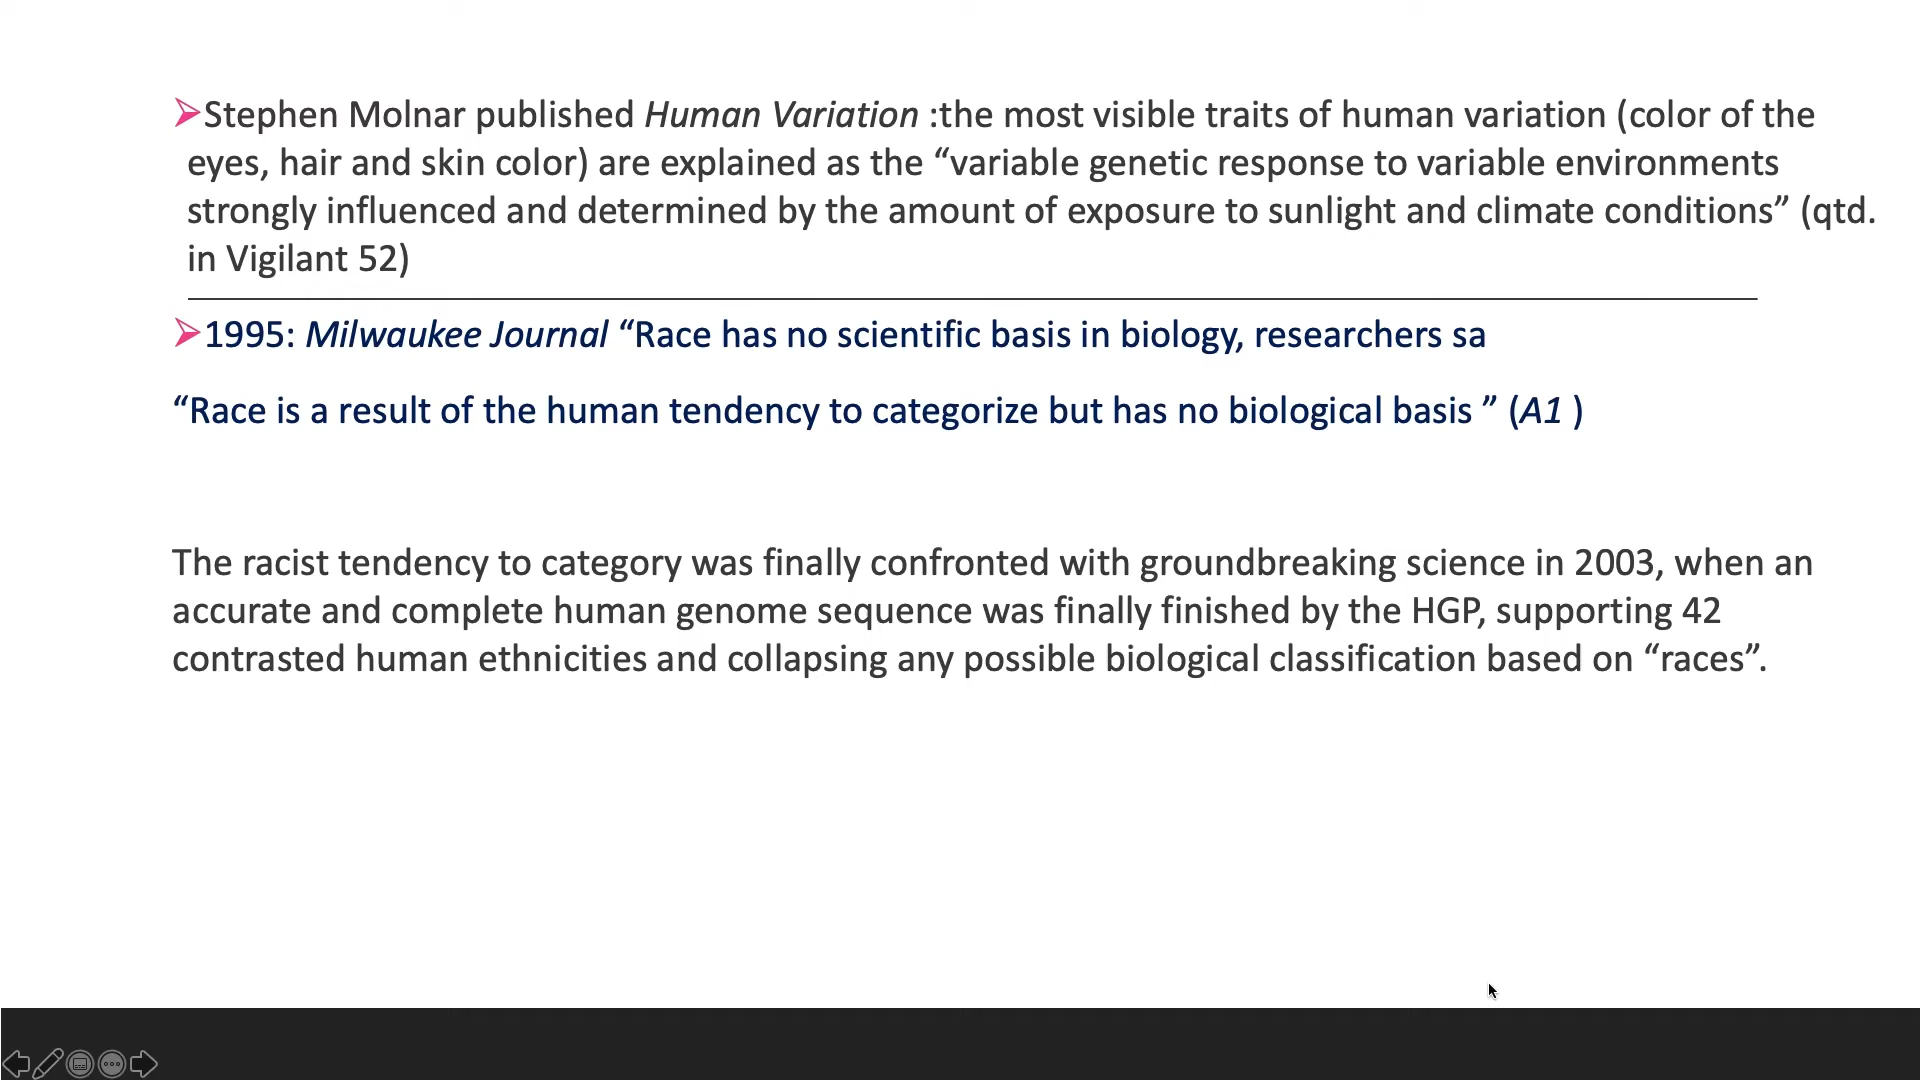 Stephen Molnar published Human Variation :the most visible traits of human variation (color of the
eyes, hair and skin color) are explained as the “variable genetic response to variable environments
strongly influenced and determined by the amount of exposure to sunlight and climate conditions” (qtd.
in Vigilant 52)
1995: Milwaukee Journal “Race has no scientific basis in biology, researchers sa
“Race is a result of the human tendency to categorize but has no biological basis ” (A1 )
The racist tendency to category was finally confronted with groundbreaking science in 2003, when an
accurate and complete human genome sequence was finally finished by the HGP, supporting 42
contrasted human ethnicities and collapsing any possible biological classification based on “races”.